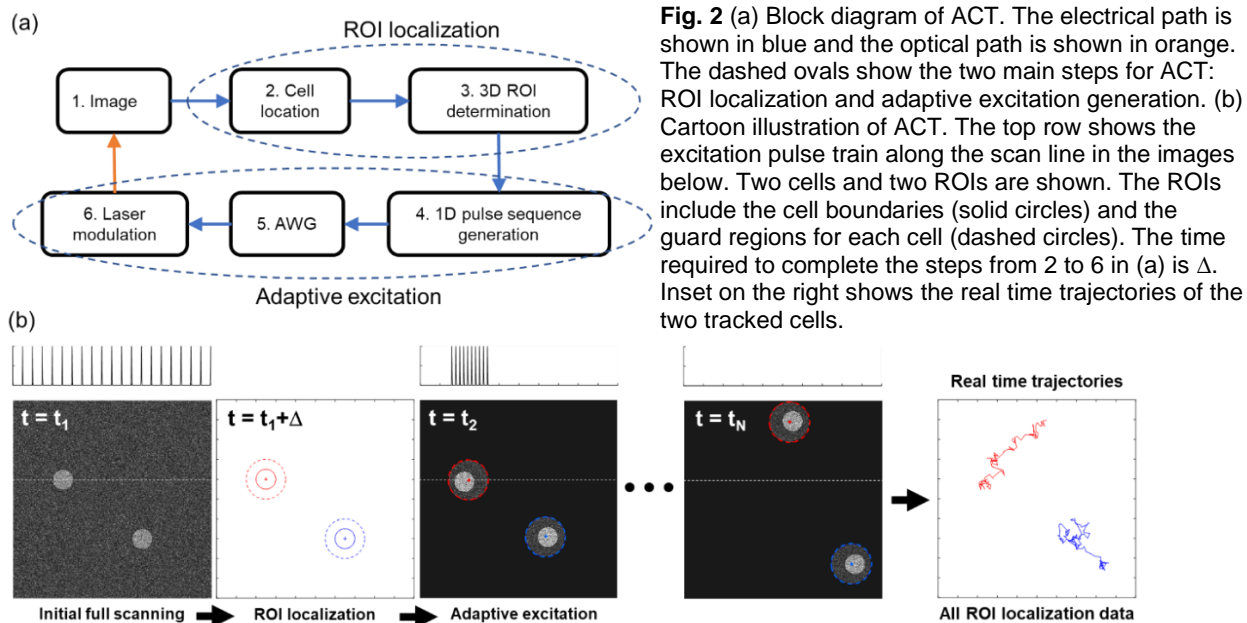 (a)
ROI localization
1. Image
2. Cell
location
3. 3D ROI
determination
6. Laser
modulation
5. AWG
4. 1D pulse sequence
generation
Adaptive excitation
Fig. 2 (a) Block diagram of ACT. The electrical path is
shown in blue and the optical path is shown in orange.
The dashed ovals show the two main steps for ACT:
ROI localization and adaptive excitation generation. (b)
Cartoon illustration of ACT. The top row shows the
excitation pulse train along the scan line in the images
below. Two cells and two ROIs are shown. The ROIs
include the cell boundaries (solid circles) and the
guard regions for each cell (dashed circles). The time
required to complete the steps from 2 to 6 in (a) is Δ.
Inset on the right shows the real time trajectories of the
two tracked cells.
(b)
t = t1
t = t1+Δ
t = t2
t = tN
Real time trajectories
Initial full scanning
ROI localization
Adaptive excitation
All ROI localization data